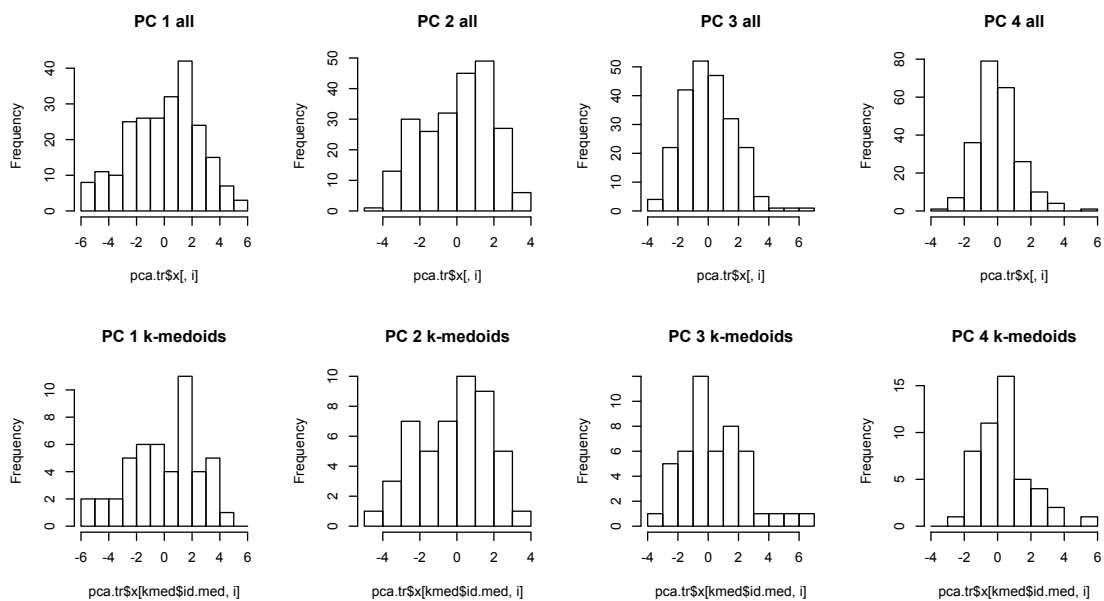 PC 1 all
PC 2 all
PC 3 all
PC 4 all
Frequency
0 10 20 30 40
-6 -4 -2 0 2 4 6
pca.tr$x[, i]
Frequency
0 10 20 30 40 50
-4 -2 0 2 4
pca.tr$x[, i]
Frequency
0 10 20 30 40 50
-4 -2 0 2 4 6
pca.tr$x[, i]
Frequency
0 20 40 60 80
-4 -2 0 2 4 6
pca.tr$x[, i]
PC 1 k-medoids
PC 2 k-medoids
PC 3 k-medoids
PC 4 k-medoids
Frequency
0 2 4 6 8 10
-6 -4 -2 0 2 4 6
pca.tr$x[kmed$id.med, i]
Frequency
0 2 4 6 8 10
-4 -2 0 2 4
pca.tr$x[kmed$id.med, i]
Frequency
0 2 4 6 8 12
-4 -2 0 2 4 6
pca.tr$x[kmed$id.med, i]
Frequency
0 5 10 15
-4 -2 0 2 4 6
pca.tr$x[kmed$id.med, i]